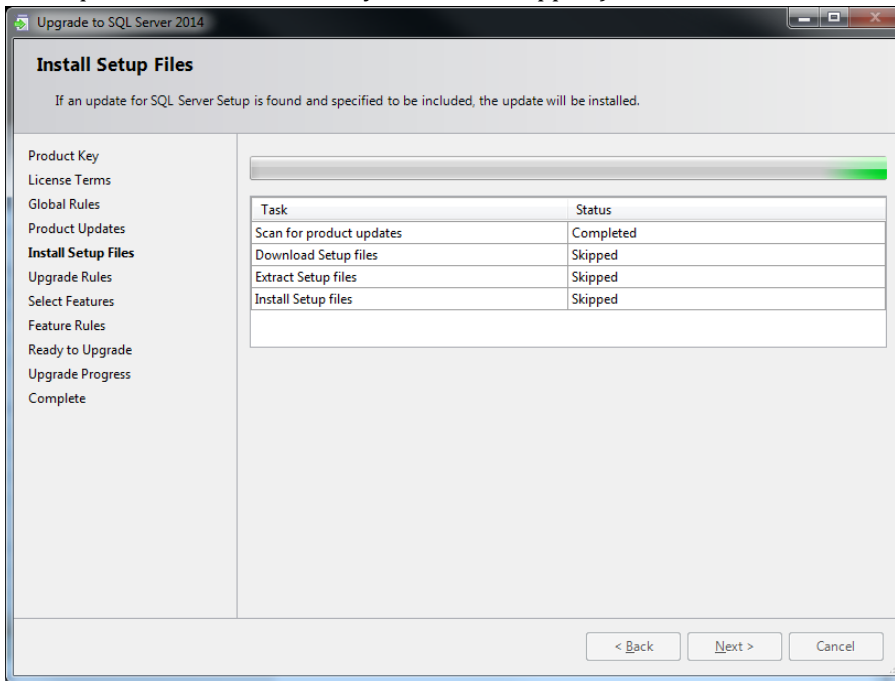 Upgrade to SQL Server 2014
Install Setup Files
If an update for SQL Server Setup is found and specified to be included, the update will be installed.
Product Key
License Terms
Global Rules
Product Updates
Install Setup Files
Upgrade Rules
Select Features
Feature Rules
Ready to Upgrade
Upgrade Progress
Complete
Task Status
Scan for product updates Completed
Download Setup files Skipped
Extract Setup files Skipped
Install Setup files Skipped
< Back Next > Cancel